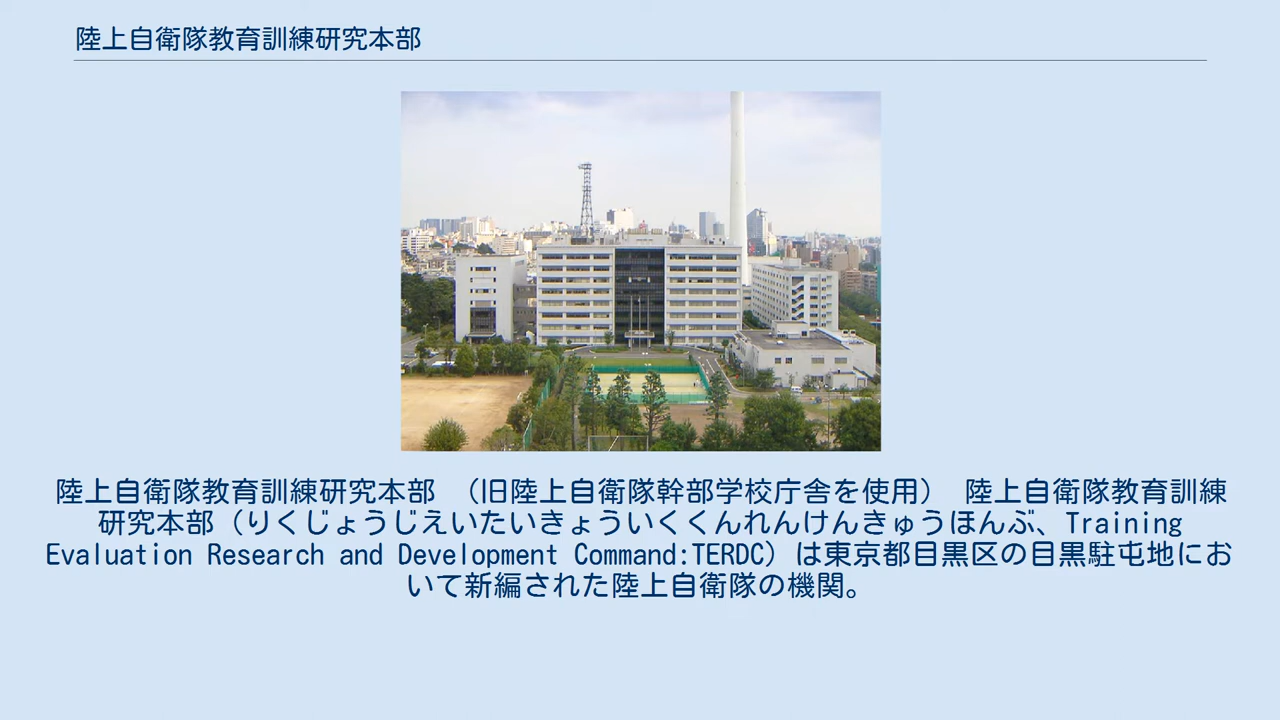 陸上自衛隊教育訓練研究本部
陸上自衛隊教育訓練研究本部 （旧陸上自衛隊幹部学校庁舎を使用） 陸上自衛隊教育訓練
研究本部（りくじょうじえいたいきょういくくんれんけんきゅうほんぶ、Training
Evaluation Research and Development Command:TERDC）は東京都目黒区の目黒駐屯地にお
いて新編された陸上自衛隊の機関。